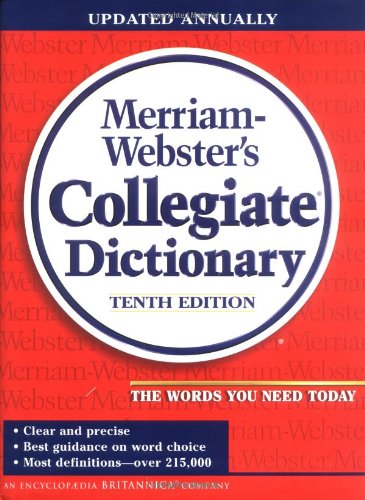 UPDATED ANNUALLY
Merriam-
Webster's
Collegiate®
Dictionary
TENTH EDITION
®
THE WORDS YOU NEED TODAY
• Clear and precise
• Best guidance on word choice
• Most definitions—over 215,000
AN ENCYCLOPÆDIA BRITANNICA COMPANY